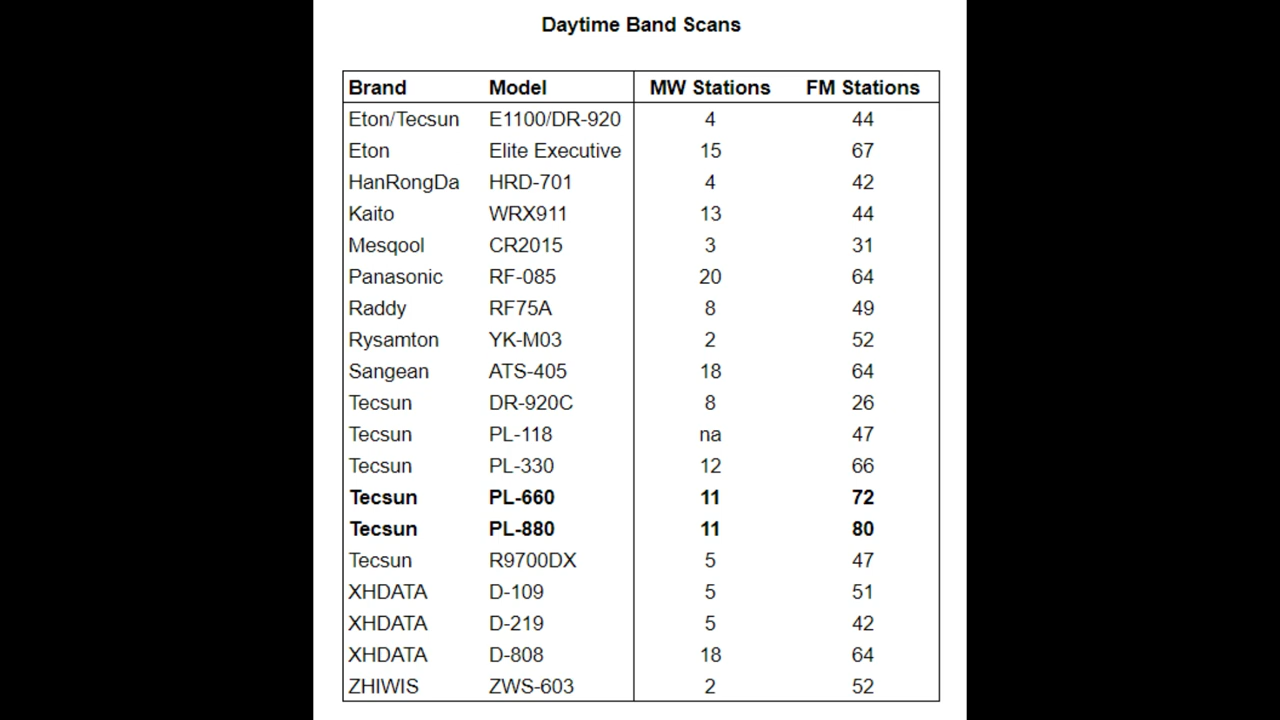 Daytime Band Scans
Brand Model MW Stations FM Stations
Eton/Tecsun E1100/DR-920 4 44
Eton Elite Executive 15 67
HanRongDa HRD-701 4 42
Kaito WRX911 13 44
Mesqool CR2015 3 31
Panasonic RF-085 20 64
Raddy RF75A 8 49
Rysamton YK-M03 2 52
Sangean ATS-405 18 64
Tecsun DR-920C 8 26
Tecsun PL-118 na 47
Tecsun PL-330 12 66
Tecsun PL-660 11 72
Tecsun PL-880 11 80
Tecsun R9700DX 5 47
XHDATA D-109 5 51
XHDATA D-219 5 42
XHDATA D-808 18 64
ZHIWIS ZWS-603 2 52